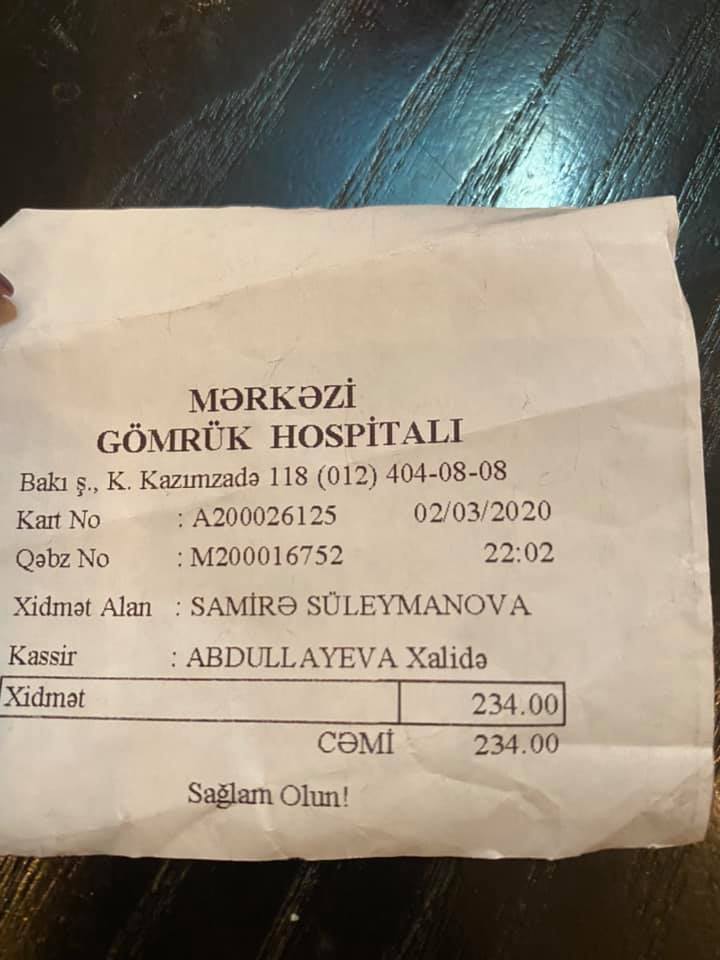 MƏRKƏZİ
GÖMRÜK HOSPİTALI
Bakı ş., K. Kazımzadə 118 (012) 404-08-08
Kart No : A200026125 02/03/2020
Qəbz No : M200016752 22:02
Xidmət Alan : SAMİRƏ SÜLEYMANOVA
Kassir : ABDULLAYEVA Xalidə
Xidmət 234.00
CƏMİ 234.00
Sağlam Olun!